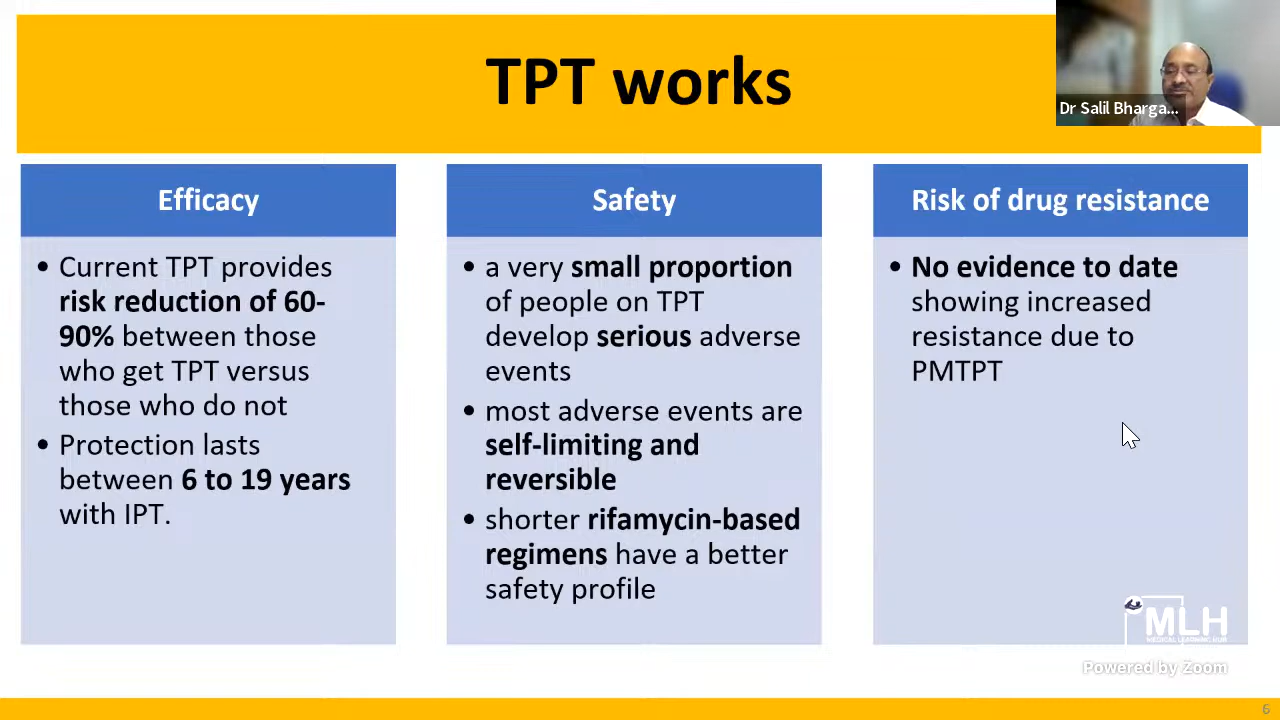 TPT works
Dr Salil Bharga...
Efficacy
• Current TPT provides
risk reduction of 60-
90% between those
who get TPT versus
those who do not
• Protection lasts
between 6 to 19 years
with IPT.
Safety
• a very small proportion
of people on TPT
develop serious adverse
events
• most adverse events are
self-limiting and
reversible
• shorter rifamycin-based
regimens have a better
safety profile
Risk of drug resistance
• No evidence to date
showing increased
resistance due to
PMTPT
MLH
MEDICAL LEARNING HUB
Powered by Zoom
6